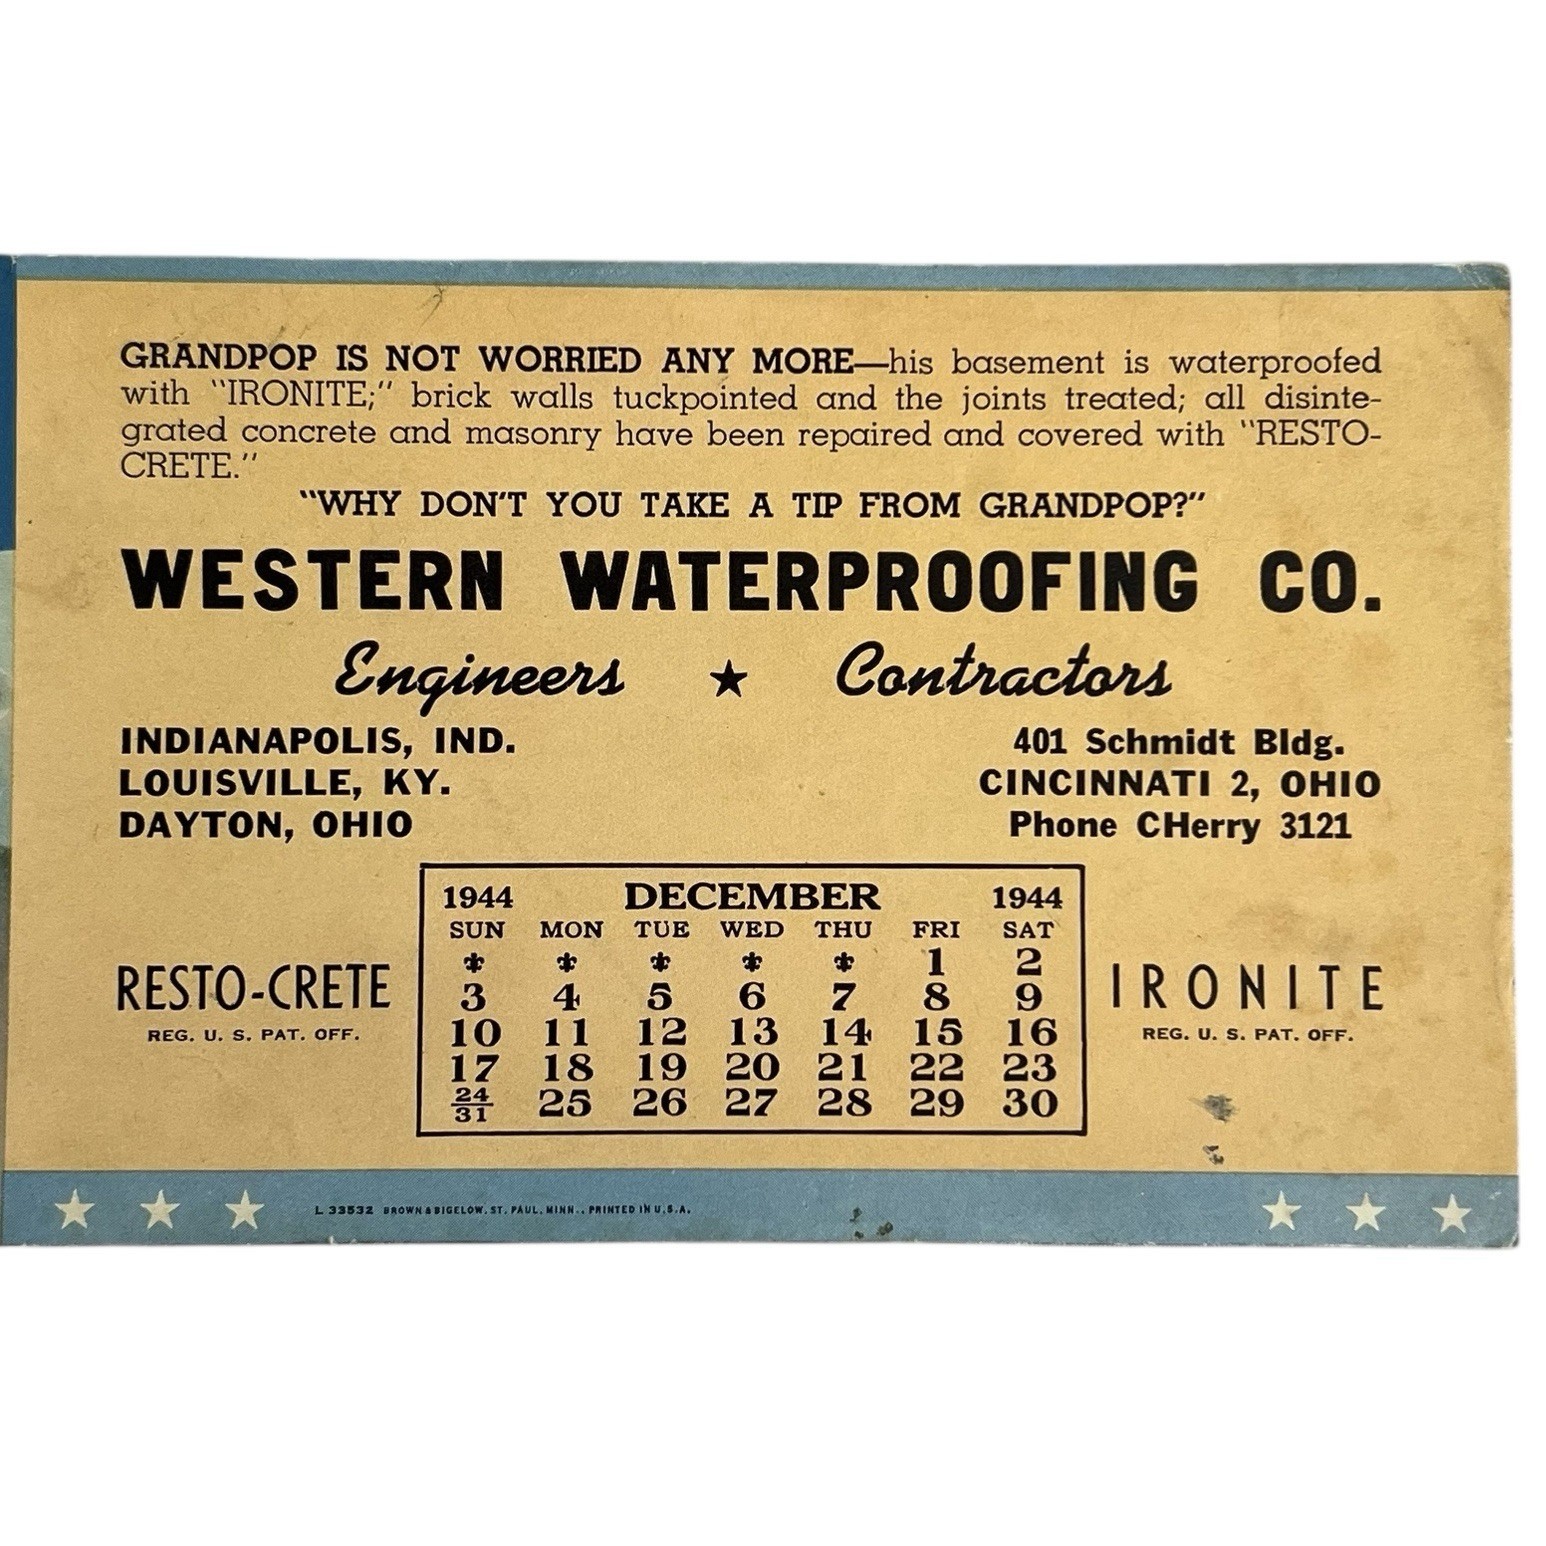 GRANDPOP IS NOT WORRIED ANY MORE—his basement is waterproofed
with "IRONITE;" brick walls tuckpointed and the joints treated; all disinte-
grated concrete and masonry have been repaired and covered with "RESTO-
CRETE."
"WHY DON'T YOU TAKE A TIP FROM GRANDPOP?"
WESTERN WATERPROOFING CO.
Engineers ★ Contractors
INDIANAPOLIS, IND.
LOUISVILLE, KY.
DAYTON, OHIO
401 Schmidt Bldg.
CINCINNATI 2, OHIO
Phone CHerry 3121
RESTO-CRETE
REG. U. S. PAT. OFF.
1944 DECEMBER 1944
SUN MON TUE WED THU FRI SAT
1 2
3 4 5 6 7 8 9
10 11 12 13 14 15 16
17 18 19 20 21 22 23
24/31 25 26 27 28 29 30
IRONITE
REG. U. S. PAT. OFF.
L 33532 BROWN & BIGELOW, ST. PAUL, MINN., PRINTED IN U.S.A.